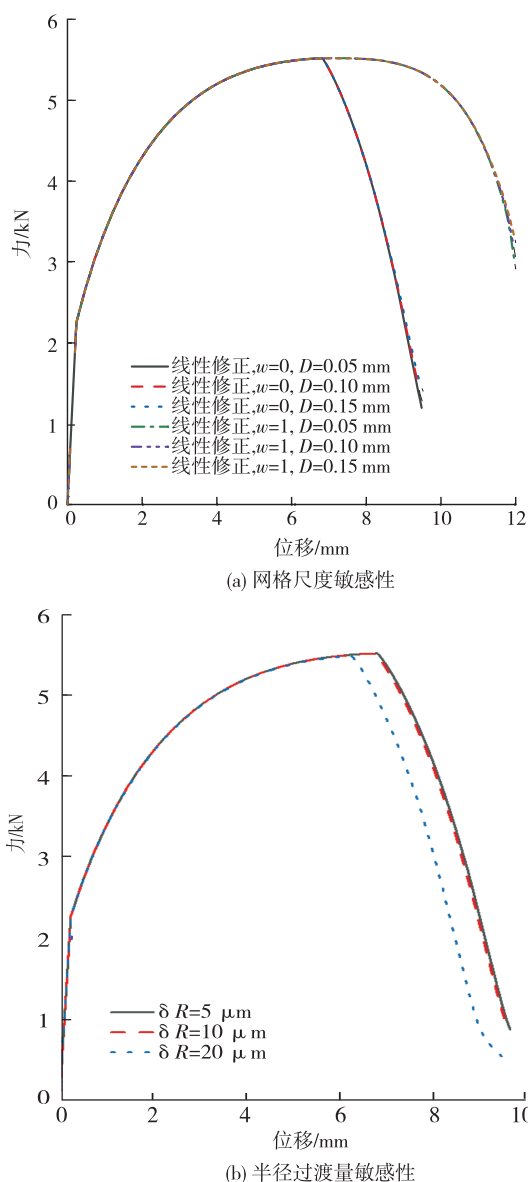 6
5
4
3
2
1
0
力/kN
线性修正,w=0, D=0.05 mm
线性修正,w=0, D=0.10 mm
线性修正,w=0, D=0.15 mm
线性修正,w=1, D=0.05 mm
线性修正,w=1, D=0.10 mm
线性修正,w=1, D=0.15 mm
0 2 4 6 8 10 12
位移/mm
(a) 网格尺度敏感性
6
5
4
3
2
1
0
力/kN
δ R=5 μm
δ R=10 μm
δ R=20 μm
0 2 4 6 8 10
位移/mm
(b) 半径过渡量敏感性